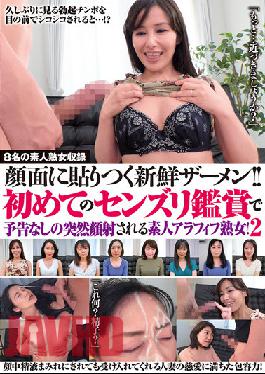 久しぶりに見る勃起チンポを
目の前でシコシコされると…!?
8名の素人熟女収録
顔面に貼りつく新鮮ザーメン!!
初めてのセンズリ鑑賞で
予告なしの突然顔射される素人アラフィフ熟女!2
顔中精液まみれにされても受け入れてくれる人妻の慈愛に満ちた包容力!